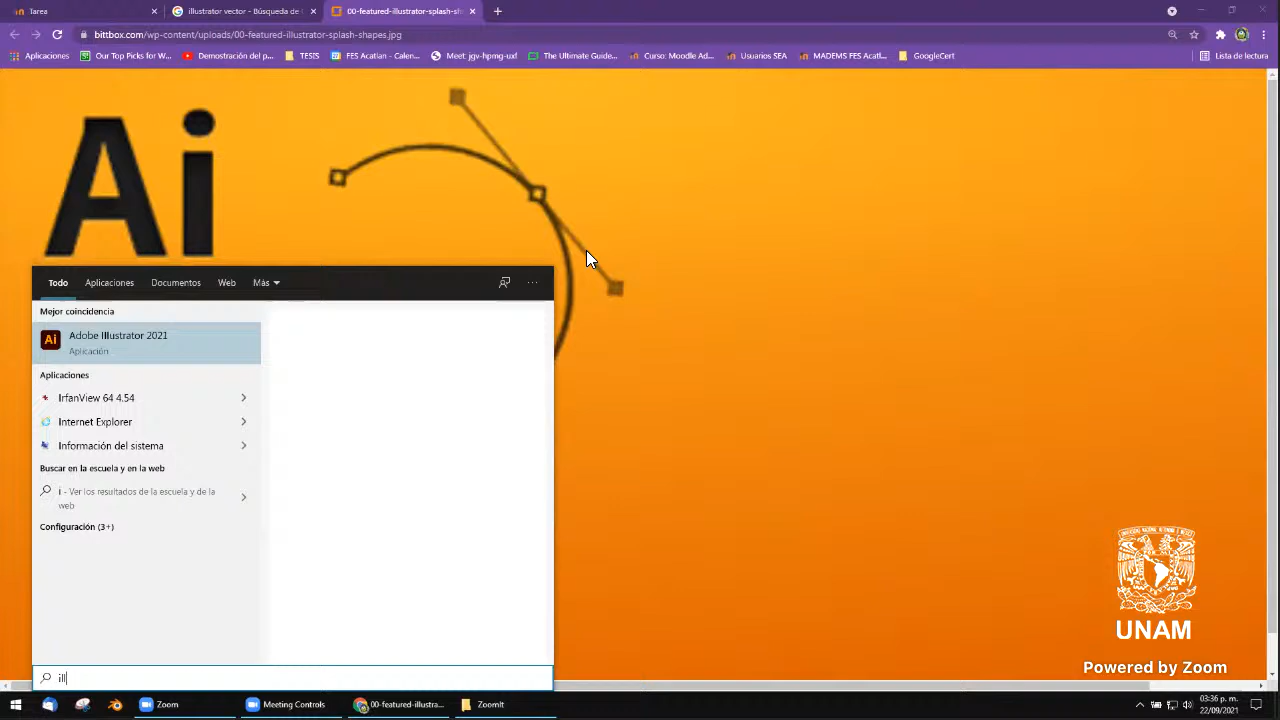 Tarea
illustrator vector - Búsqueda de
00-featured-illustrator-splash-sh
bittbox.com/wp-content/uploads/00-featured-illustrator-splash-shapes.jpg
Aplicaciones
Our Top Picks for W...
Demostración del p...
TESIS
FES Acatlan - Calen...
Meet: jgv-hpmg-uxf
The Ultimate Guide...
Curso: Moodle Ad...
Usuarios SEA
MADEMS FES Acatl...
GoogleCert
Lista de lectura
Ai
Todo
Aplicaciones
Documentos
Web
Más
...
Mejor coincidencia
Ai
Adobe Illustrator 2021
Aplicación
Aplicaciones
IrfanView 64 4.54
Internet Explorer
Información del sistema
Buscar en la escuela y en la web
i - Ver los resultados de la escuela y de la
web
Configuración (3+)
ill
UNAM
Powered by Zoom
Zoom
Meeting Controls
00-featured-illustra...
ZoomIt
03:36 p. m.
22/09/2021